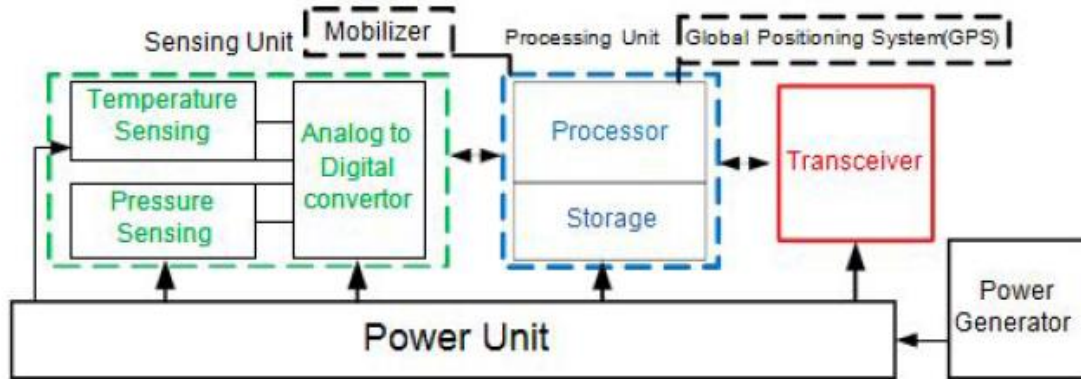 Sensing Unit
Mobilizer
Processing Unit
Global Positioning System(GPS)
Temperature
Sensing
Analog to
Digital
convertor
Pressure
Sensing
Processor
Storage
Transceiver
Power
Generator
Power Unit